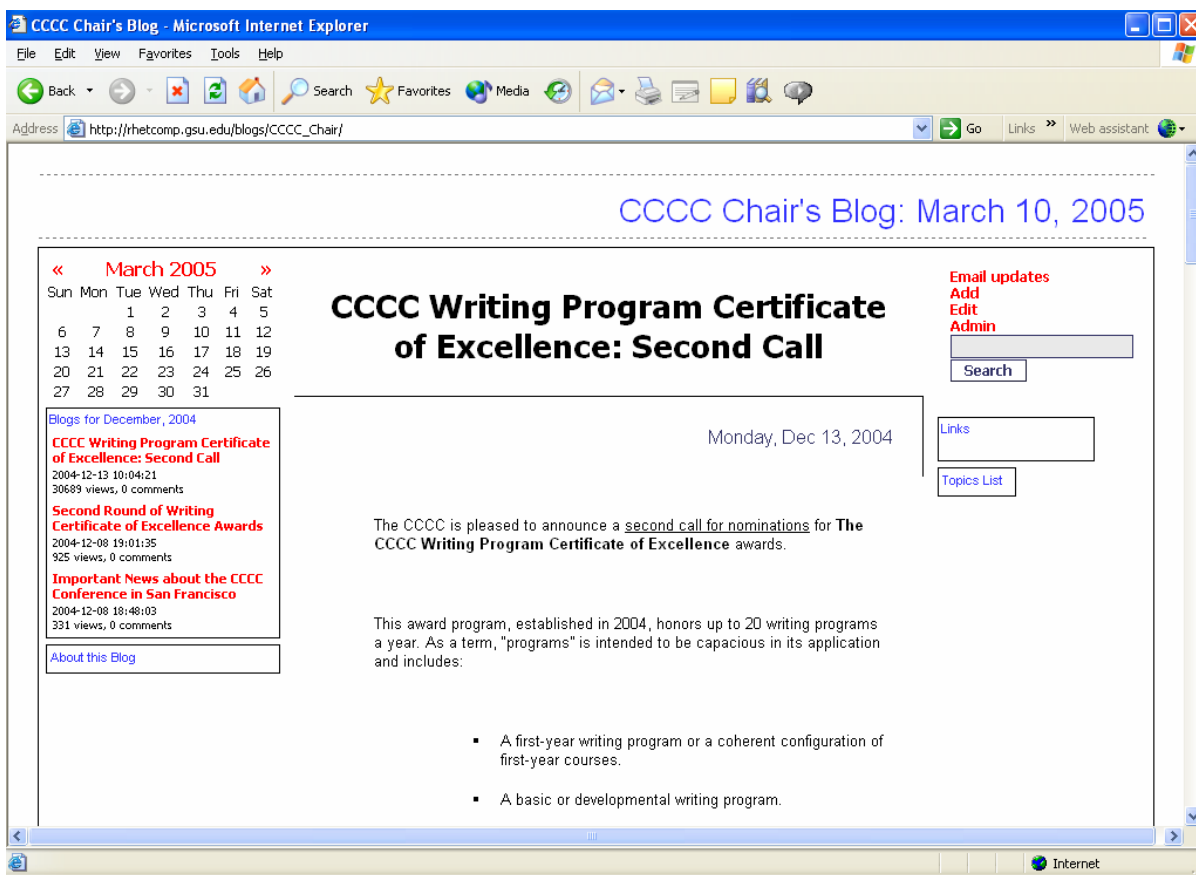 CCCC Chair's Blog - Microsoft Internet Explorer
File Edit View Favorites Tools Help
Back Search Favorites Media
Address http://rhetcomp.gsu.edu/blogs/CCCC_Chair/ Go Links » Web assistant
CCCC Chair's Blog: March 10, 2005
« March 2005 »
Sun Mon Tue Wed Thu Fri Sat
1 2 3 4 5
6 7 8 9 10 11 12
13 14 15 16 17 18 19
20 21 22 23 24 25 26
27 28 29 30 31
Blogs for December, 2004
CCCC Writing Program Certificate
of Excellence: Second Call
2004-12-13 10:04:21
30689 views, 0 comments
Second Round of Writing
Certificate of Excellence Awards
2004-12-08 19:01:35
925 views, 0 comments
Important News about the CCCC
Conference in San Francisco
2004-12-08 18:48:03
331 views, 0 comments
About this Blog
CCCC Writing Program Certificate
of Excellence: Second Call
Monday, Dec 13, 2004
The CCCC is pleased to announce a second call for nominations for The
CCCC Writing Program Certificate of Excellence awards.
This award program, established in 2004, honors up to 20 writing programs
a year. As a term, "programs" is intended to be capacious in its application
and includes:
▪ A first-year writing program or a coherent configuration of
first-year courses.
▪ A basic or developmental writing program.
Email updates
Add
Edit
Admin
Search
Links
Topics List
Internet